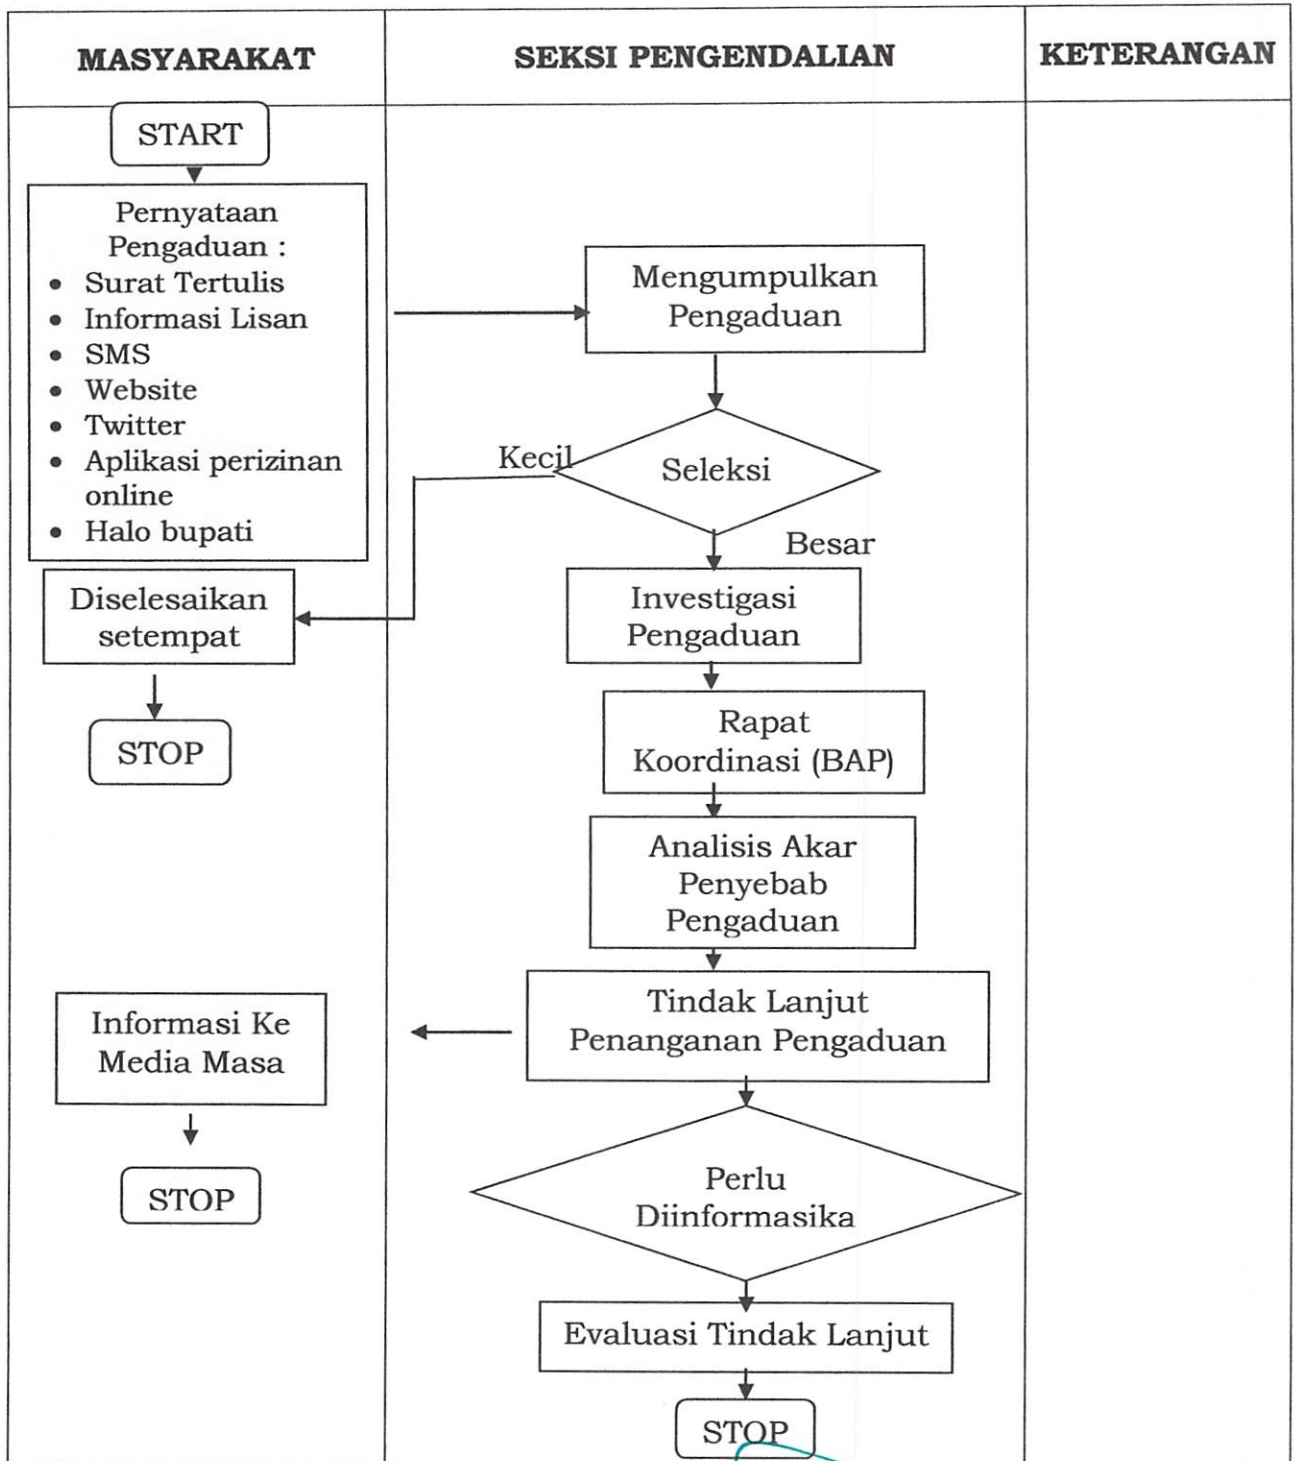 MASYARAKAT
SEKSI PENGENDALIAN
KETERANGAN
START
Pernyataan
Pengaduan :
• Surat Tertulis
• Informasi Lisan
• SMS
• Website
• Twitter
• Aplikasi perizinan
online
• Halo bupati
Mengumpulkan
Pengaduan
Seleksi
Kecil
Besar
Diselesaikan
setempat
STOP
Investigasi
Pengaduan
Rapat
Koordinasi (BAP)
Analisis Akar
Penyebab
Pengaduan
Tindak Lanjut
Penanganan Pengaduan
Informasi Ke
Media Masa
STOP
Perlu
Diinformasika
Evaluasi Tindak Lanjut
STOP